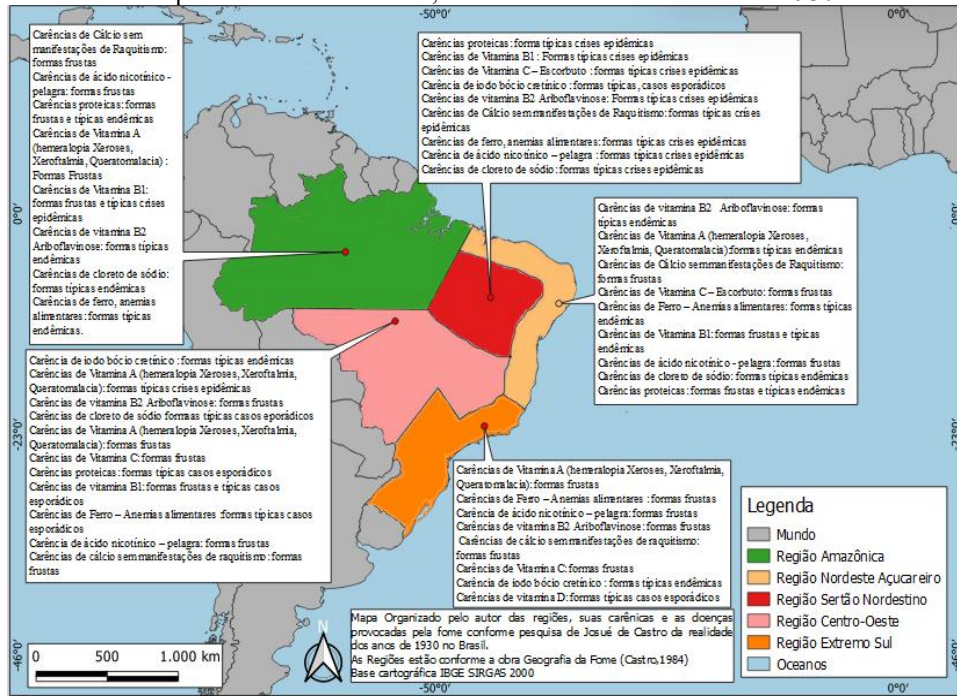 -50°0'
0°0'
Carências de Cálcio sem
manifestações de Raquitismo:
formas frustas
Carências de ácido nicotínico -
pelagra: formas frustas
Carências proteicas: formas
frustas e típicas endêmicas
Carências de Vitamina A
(hemeralopia Xeroses,
Xeroftalmia, Queratomalacia) :
Formas Frustas
Carências de Vitamina B1:
formas frustas e típicas crises
epidêmicas
Carências de vitamina B2
Ariboflavinose: formas típicas
endêmicas
Carências de cloreto de sódio:
formas típicas endêmicas
Carências de ferro, anemias
alimentares: formas típicas
endêmicas.
Carências proteicas: forma típicas crises epidêmicas
Carências de Vitamina B1: Formas típicas crises epidêmicas
Carências de Vitamina C – Escorbuto : formas típicas crises epidêmicas
Carência de iodo bócio cretínico : formas típicas, casos esporádicos
Carências de vitamina B2 Ariboflavinose: Formas típicas crises epidêmicas
Carências de Cálcio sem manifestações de Raquitismo: formas típicas crises
epidêmicas
Carências de ferro, anemias alimentares: formas típicas crises epidêmicas
Carência de ácido nicotínico – pelagra : formas típicas crises epidêmicas
Carências de cloreto de sódio: formas típicas crises epidêmicas
0°0'
0°0'
Carências de vitamina B2 Ariboflavinose: formas
típicas endêmicas
Carências de Vitamina A (hemeralopia Xeroses,
Xeroftalmia, Queratomalacia):formas típicas endêmicas
Carências de Cálcio sem manifestações de Raquitismo:
formas frustas
Carências de Vitamina C – Escorbuto: formas frustas
Carências de Ferro – Anemias alimentares: formas típicas
endêmicas
Carências de Vitamina B1: formas frustas e típicas
endêmicas
Carências de ácido nicotínico - pelagra: formas frustas
Carências de cloreto de sódio: formas típicas endêmicas
Carências proteicas: formas frustas e típicas endêmicas
Carência de iodo bócio cretínico : formas típicas endêmicas
Carências de Vitamina A (hemeralopia Xeroses, Xeroftalmia,
Queratomalacia): formas típicas crises epidêmicas
Carências de vitamina B2 Ariboflavinose: formas frustas
Carências de cloreto de sódio formas típicas casos eporádicos
Carências de Vitamina A (hemeralopia Xeroses, Xeroftalmia,
Queratomalacia): formas frustas
Carências de Vitamina C: formas frustas
Carências proteicas : formas típicas casos esporádicos
Carências de vitamina B1: formas frustas e típicas casos
esporádicos
Carências de Ferro – Anemias alimentares :formas típicas casos
esporádicos
Carência de ácido nicotínico – pelagra: formas frustas
Carências de cálcio sem manifestações de raquitismo: formas
frustas
-23°0'
-23°0'
Carências de Vitamina A (hemeralopia Xeroses, Xeroftalmia,
Queratomalacia): formas frustas
Carências de Ferro – Anemias alimentares : formas frustas
Carência de ácido nicotínico – pelagra: formas frustas
Carências de vitamina B2 Ariboflavinose: formas frustas
Carências de cálcio sem manifestações de raquitismo:
formas frustas
Carências de Vitamina C: formas frustas
Carência de iodo bócio cretínico : formas típicas endêmicas
Carências de vitamina D: formas típicas casos esporádicos
Legenda
Mundo
Região Amazônica
Região Nordeste Açucareiro
Região Sertão Nordestino
Região Centro-Oeste
Região Extremo Sul
Oceanos
Mapa Organizado pelo autor das regiões, suas carênicas e as doenças
provocadas pela fome conforme pesquisa de Josué de Castro da realidade
dos anos de 1930 no Brasil.
As Regiões estão conforme a obra Geografia da Fome (Castro,1984)
Base cartográfica IBGE SIRGAS 2000
N
0 500 1.000 km
-46°0'
-46°0'
-50°0'
0°0'